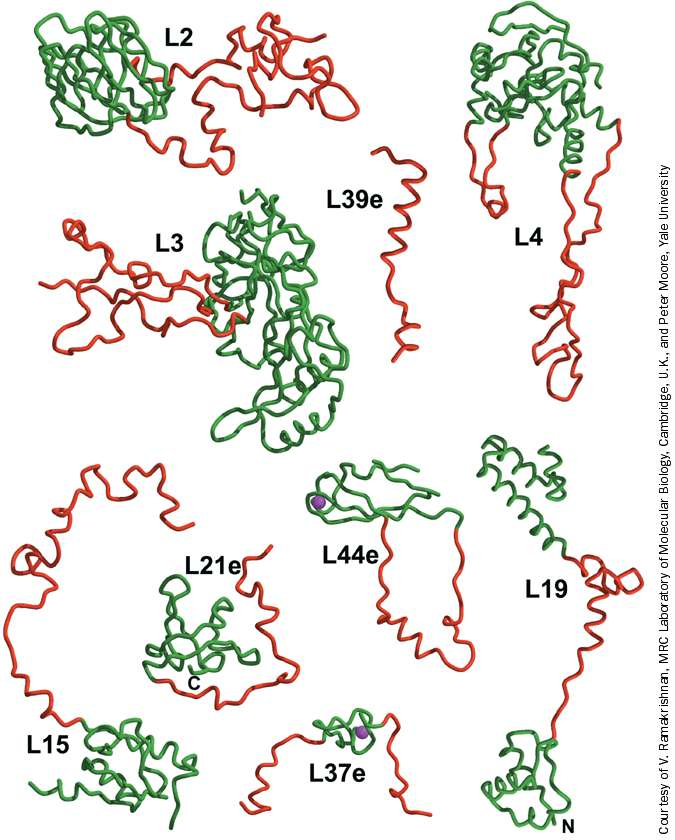 L2
L39e
L4
L3
L21e
L44e
L19
C
L15
L37e
N
Courtesy of V. Ramakrishnan, MRC Laboratory of Molecular Biology, Cambridge, U.K., and Peter Moore, Yale University